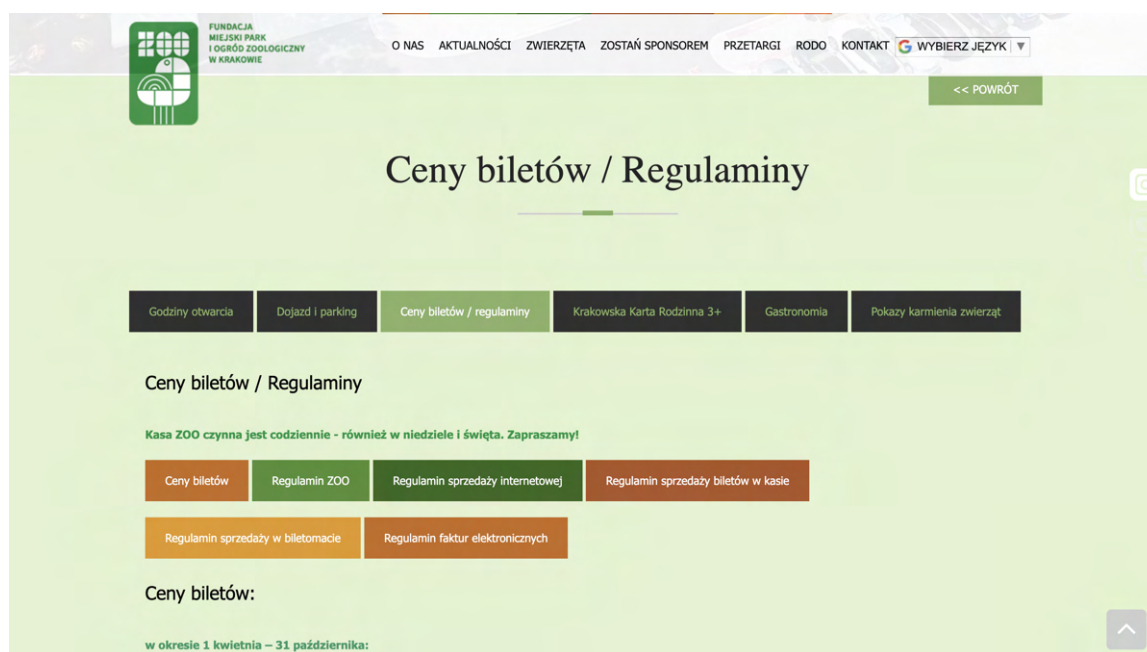 FUNDACJA
MIEJSKI PARK
I OGRÓD ZOOLOGICZNY
W KRAKOWIE
ZOO
O NAS AKTUALNOŚCI ZWIERZĘTA ZOSTAŃ SPONSOREM PRZETARGI RODO KONTAKT G WYBIERZ JĘZYK ▼
<< POWRÓT
Ceny biletów / Regulaminy
Godziny otwarcia Dojazd i parking Ceny biletów / regulaminy Krakowska Karta Rodzinna 3+ Gastronomia Pokazy karmienia zwierząt
Ceny biletów / Regulaminy
Kasa ZOO czynna jest codziennie - również w niedziele i święta. Zapraszamy!
Ceny biletów Regulamin ZOO Regulamin sprzedaży internetowej Regulamin sprzedaży biletów w kasie
Regulamin sprzedaży w biletomacie Regulamin faktur elektronicznych
Ceny biletów:
w okresie 1 kwietnia – 31 października: